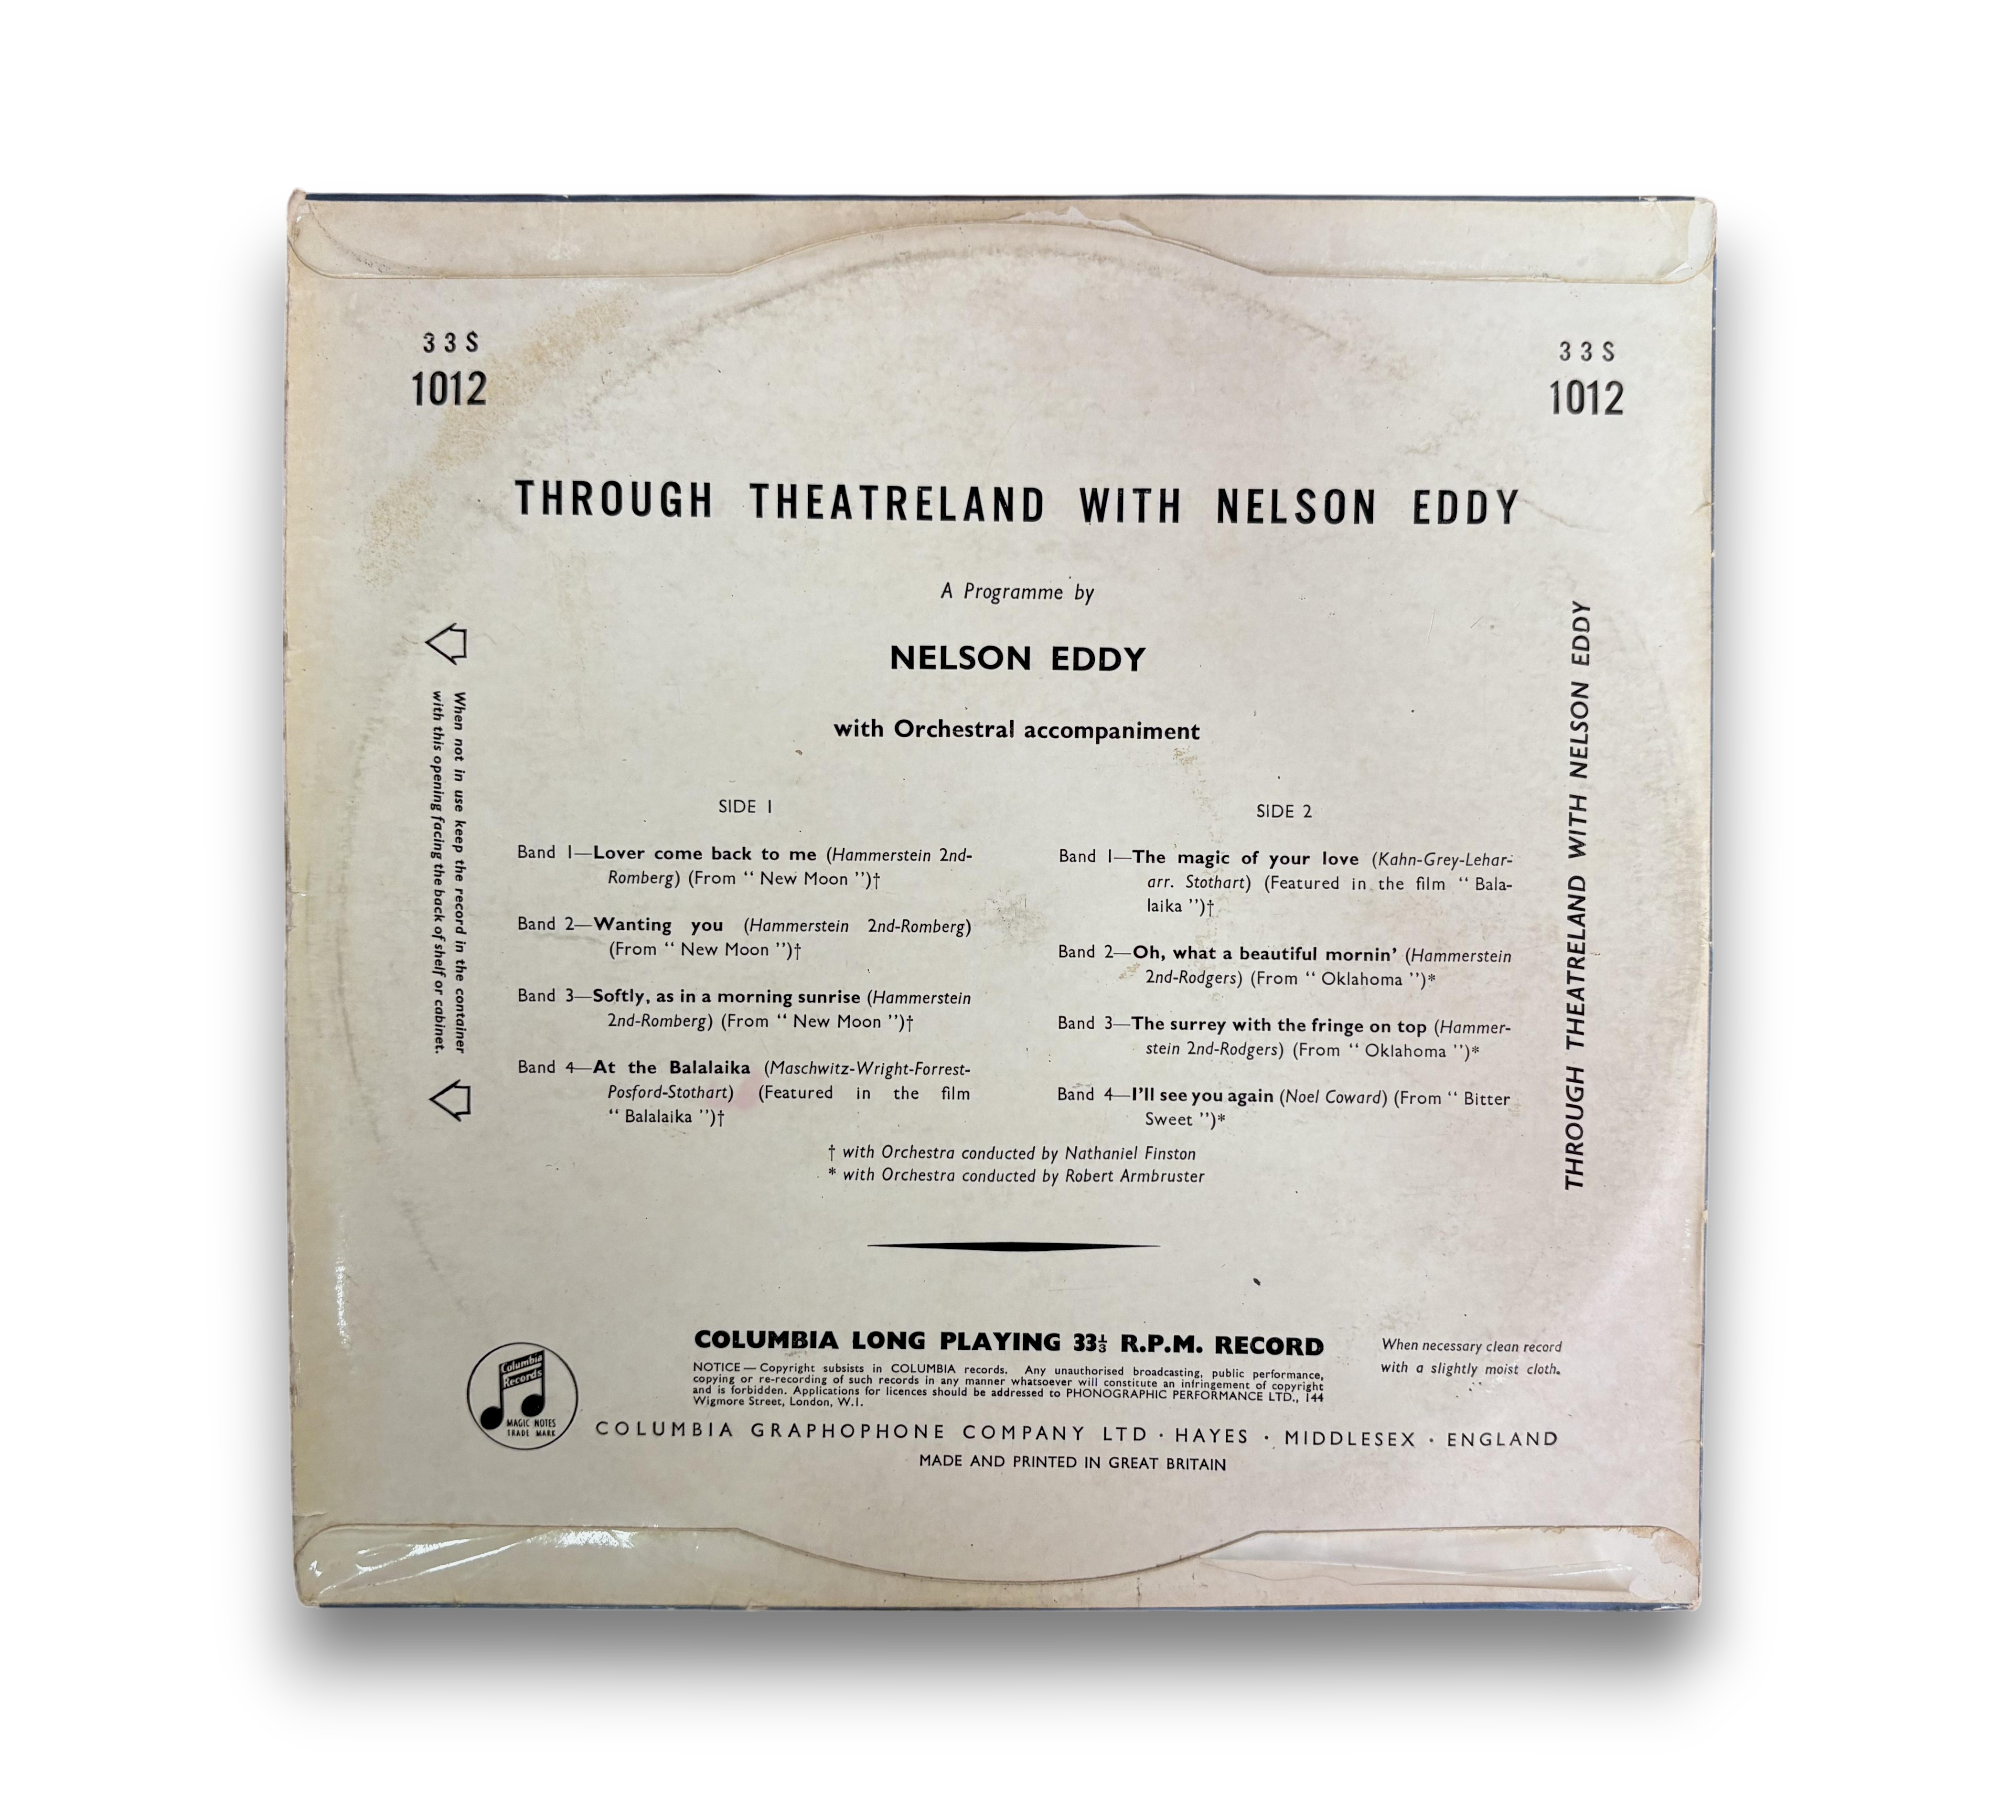 33S
1012
33S
1012
THROUGH THEATRELAND WITH NELSON EDDY
A Programme by
NELSON EDDY
with Orchestral accompaniment
When not in use keep the record in the container
with this opening facing the back of shelf or cabinet.
THROUGH THEATRELAND WITH NELSON EDDY
SIDE 1
Band 1—Lover come back to me (Hammerstein 2nd-
Romberg) (From “ New Moon ”)†
Band 2—Wanting you (Hammerstein 2nd-Romberg)
(From “ New Moon ”)†
Band 3—Softly, as in a morning sunrise (Hammerstein
2nd-Romberg) (From “ New Moon ”)†
Band 4—At the Balalaika (Maschwitz-Wright-Forrest-
Posford-Stothart) (Featured in the film
“ Balalaika ”)†
SIDE 2
Band 1—The magic of your love (Kahn-Grey-Lehar-
arr. Stothart) (Featured in the film “ Bala-
laika ”)†
Band 2—Oh, what a beautiful mornin’ (Hammerstein
2nd-Rodgers) (From “ Oklahoma ”)*
Band 3—The surrey with the fringe on top (Hammer-
stein 2nd-Rodgers) (From “ Oklahoma ”)*
Band 4—I’ll see you again (Noel Coward) (From “ Bitter
Sweet ”)*
† with Orchestra conducted by Nathaniel Finston
* with Orchestra conducted by Robert Armbruster
COLUMBIA LONG PLAYING 33⅓ R.P.M. RECORD
NOTICE — Copyright subsists in COLUMBIA records. Any unauthorised broadcasting, public performance,
copying or re-recording of such records in any manner whatsoever will constitute an infringement of copyright
and is forbidden. Applications for licences should be addressed to PHONOGRAPHIC PERFORMANCE LTD., 144
Wigmore Street, London, W.1.
When necessary clean record
with a slightly moist cloth.
Columbia
Records
MAGIC NOTES
TRADE MARK
COLUMBIA GRAPHOPHONE COMPANY LTD · HAYES · MIDDLESEX · ENGLAND
MADE AND PRINTED IN GREAT BRITAIN